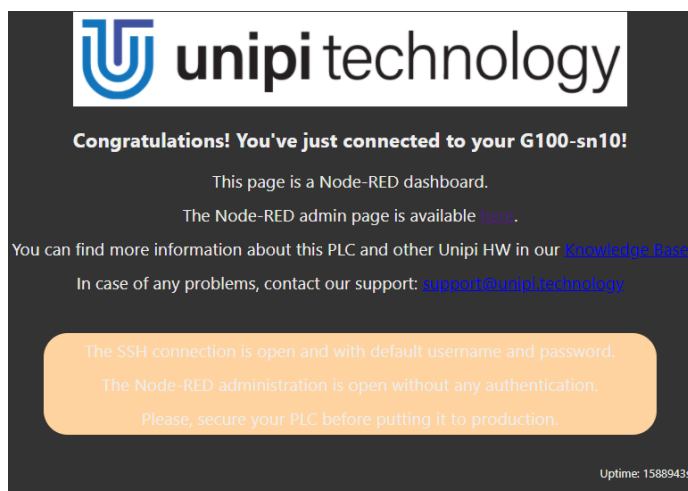 unipi technology
Congratulations! You've just connected to your G100-sn10!
This page is a Node-RED dashboard.
The Node-RED admin page is available here.
You can find more information about this PLC and other Unipi HW in our Knowledge Base
In case of any problems, contact our support: support@unipi.technology
The SSH connection is open and with default username and password.
The Node-RED administration is open without any authentication.
Please, secure your PLC before putting it to production.
Uptime: 1588943s